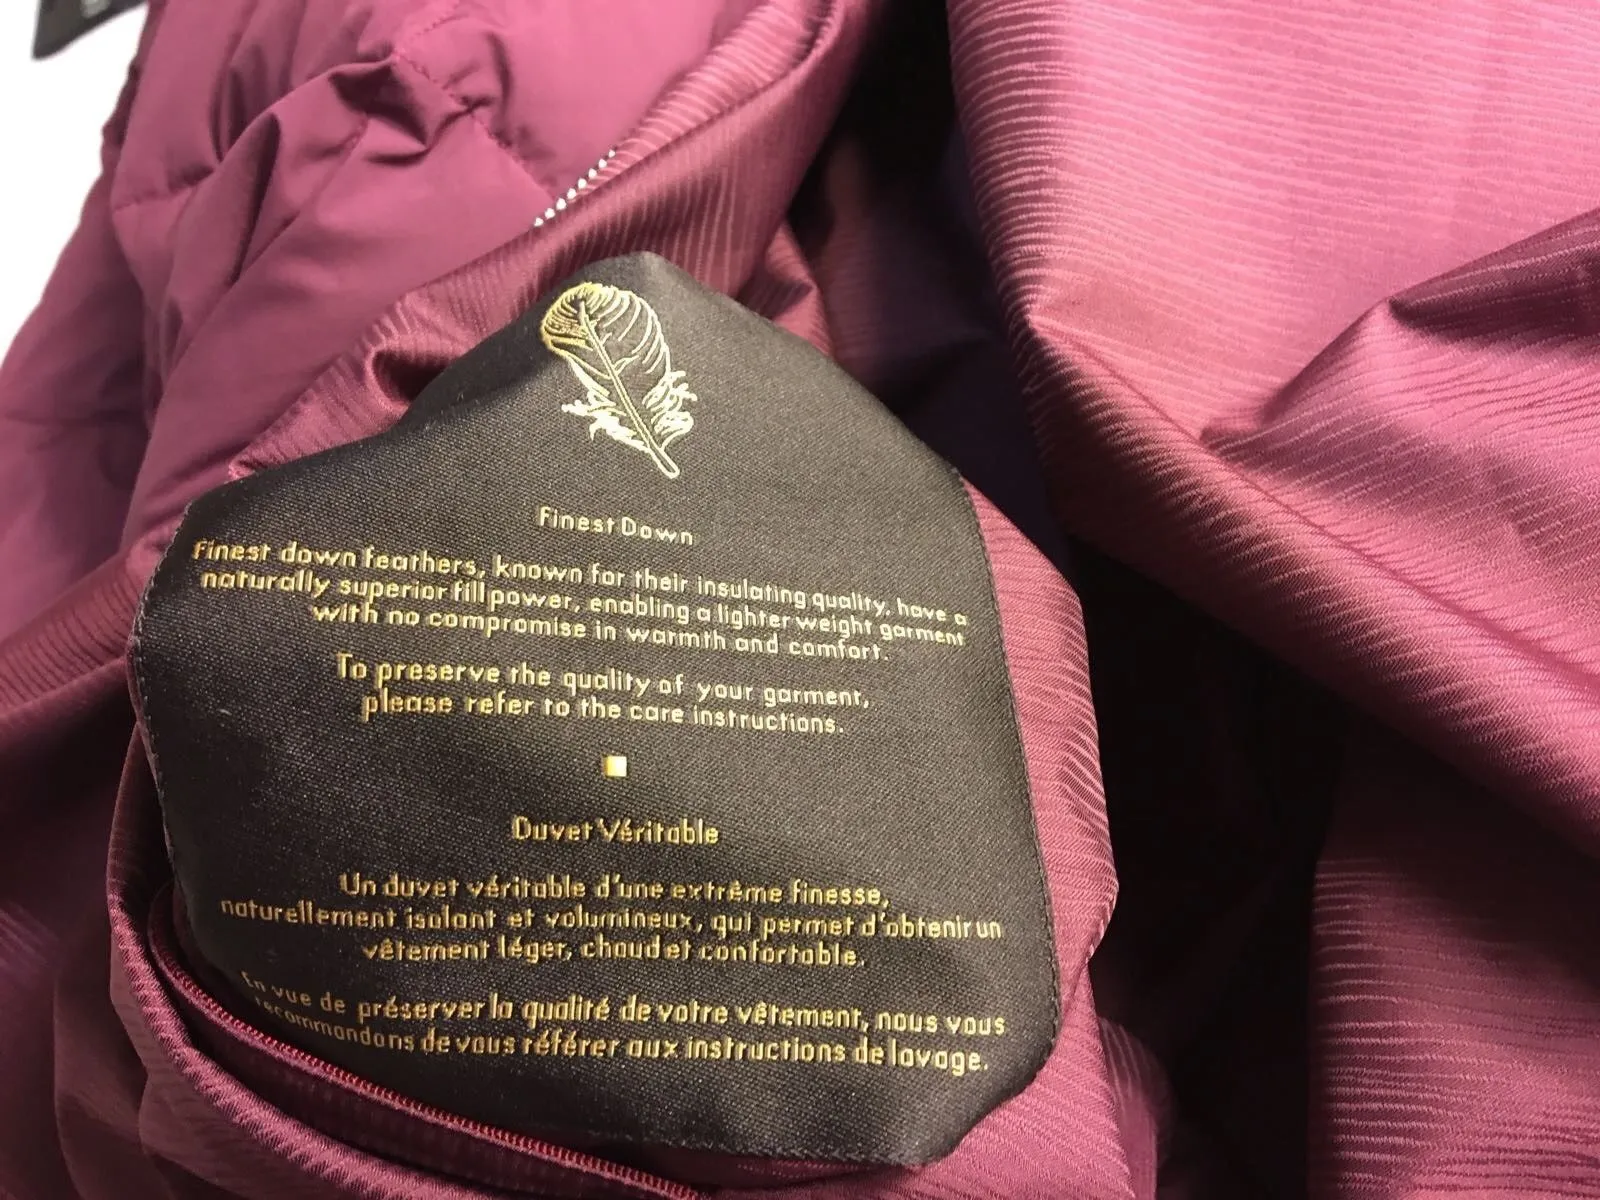 Finest Down
Finest down feathers, known for their insulating quality, have a
naturally superior fill power, enabling a lighter weight garment
with no compromise in warmth and comfort.
To preserve the quality of your garment,
please refer to the care instructions.
Duvet Véritable
Un duvet véritable d'une extrême finesse,
naturellement isolant et volumineux, qui permet d'obtenir un
vêtement léger, chaud et confortable.
En vue de préserver la qualité de votre vêtement, nous vous
recommandons de vous référer aux instructions de lavage.